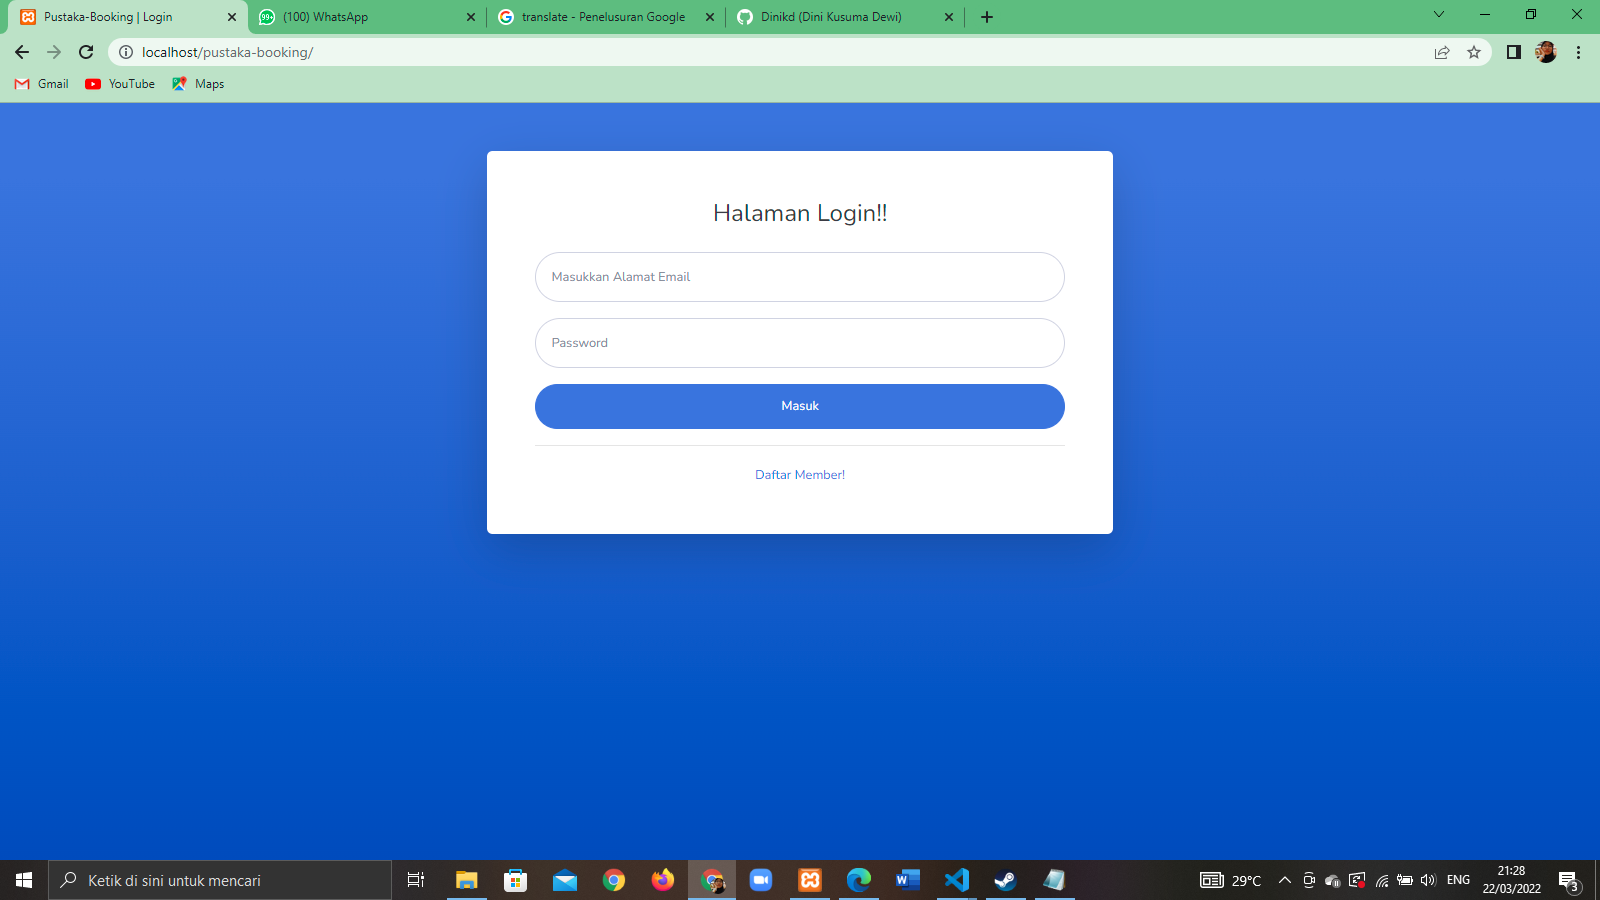 Pustaka-Booking | Login
(100) WhatsApp
translate - Penelusuran Google
Dinikd (Dini Kusuma Dewi)
localhost/pustaka-booking/
Gmail
YouTube
Maps
Halaman Login!!
Masukkan Alamat Email
Password
Masuk
Daftar Member!
Ketik di sini untuk mencari
29°C
ENG
21:28
22/03/2022
3